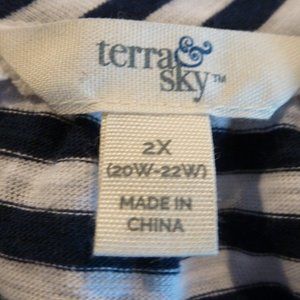 terra &
sky™
2X
(20W-22W)
MADE IN
CHINA